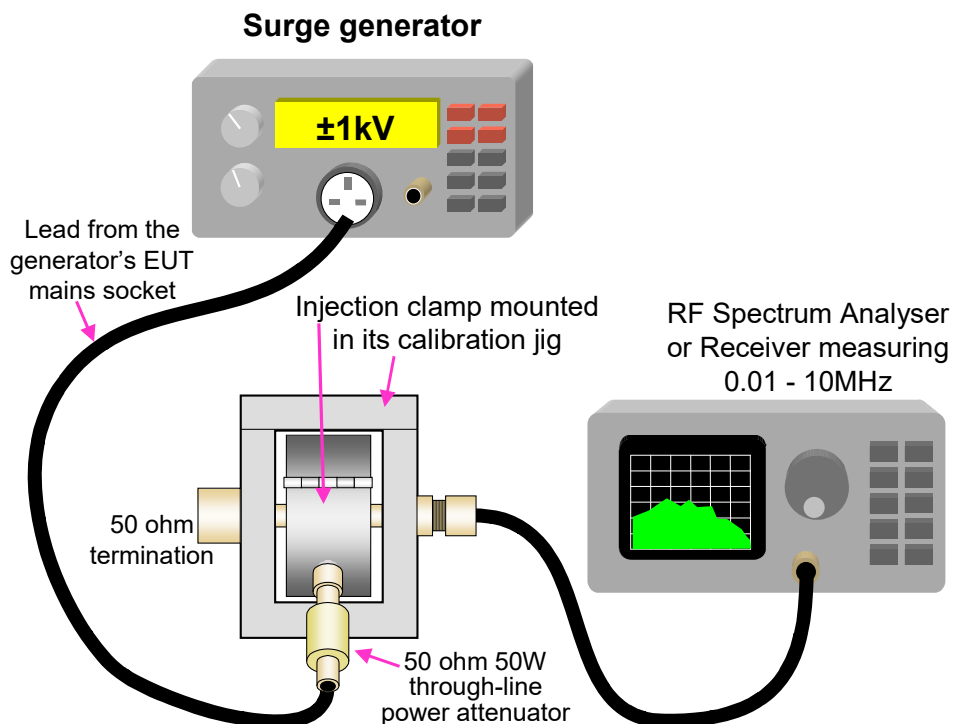 Surge generator
±1kV
Lead from the
generator’s EUT
mains socket
Injection clamp mounted
in its calibration jig
RF Spectrum Analyser
or Receiver measuring
0.01 - 10MHz
50 ohm
termination
50 ohm 50W
through-line
power attenuator